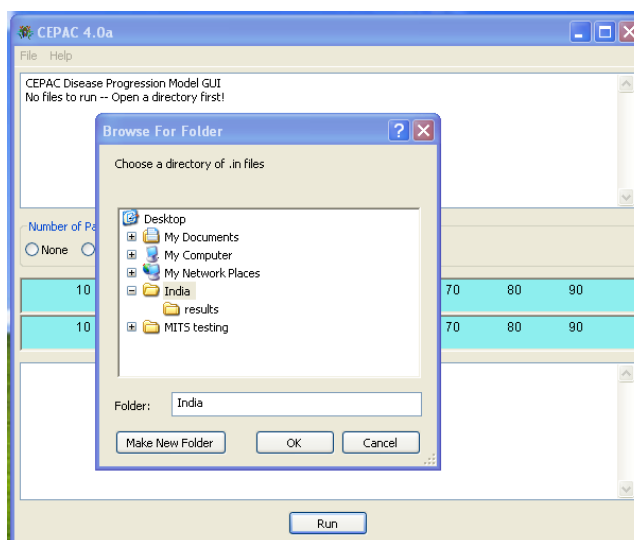 CEPAC 4.0a
File Help
CEPAC Disease Progression Model GUI
No files to run -- Open a directory first!
Browse For Folder
Choose a directory of .in files
Desktop
My Documents
My Computer
My Network Places
India
results
MITS testing
Folder: India
Make New Folder OK Cancel
Number of Pa
None
10 70 80 90
10 70 80 90
Run